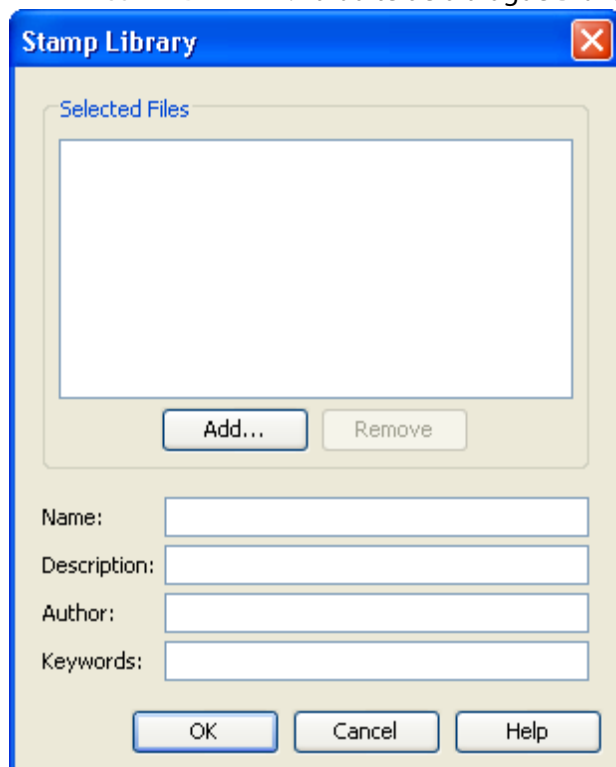 Stamp Library
Selected Files
Add... Remove
Name:
Description:
Author:
Keywords:
OK Cancel Help